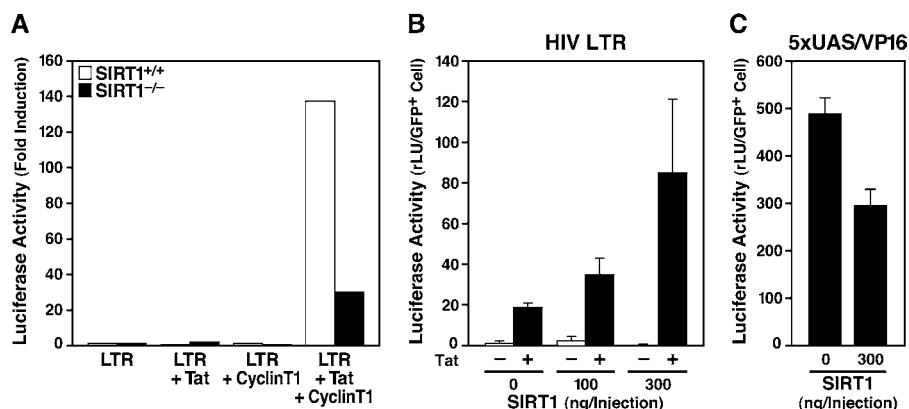 A
Luciferase Activity (Fold Induction)
160
140
120
100
80
60
40
20
0
SIRT1+/+
SIRT1−/−
LTR
LTR
+ Tat
LTR
+ CyclinT1
LTR
+ Tat
+ CyclinT1
B
HIV LTR
Luciferase Activity (rLU/GFP+ Cell)
140
120
100
80
60
40
20
0
Tat − + − + − +
0 100 300
SIRT1 (ng/Injection)
C
5xUAS/VP16
Luciferase Activity (rLU/GFP+ Cell)
600
500
400
300
200
100
0
0 300
SIRT1
(ng/Injection)